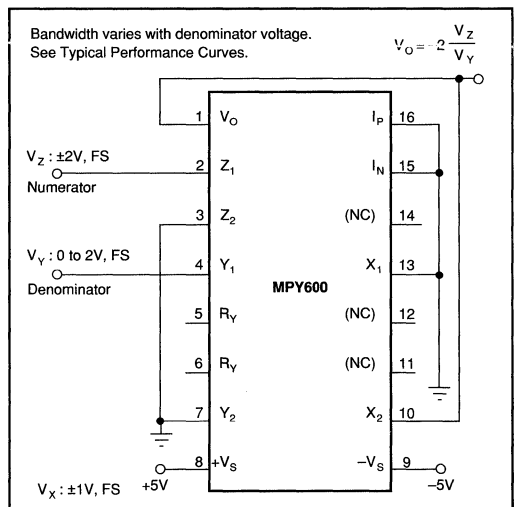 Bandwidth varies with denominator voltage.
See Typical Performance Curves.
V_O = -2 V_Z / V_Y
1 V_O I_P 16
V_Z : ±2V, FS
Numerator
2 Z_1 I_N 15
3 Z_2 (NC) 14
V_Y : 0 to 2V, FS
Denominator
4 Y_1 X_1 13
MPY600
5 R_Y (NC) 12
6 R_Y (NC) 11
7 Y_2 X_2 10
8 +V_S –V_S 9
V_X : ±1V, FS
+5V
–5V